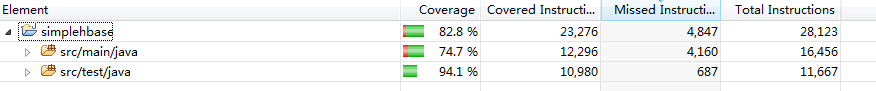 Element Coverage Covered Instructi... Missed Instructi... Total Instructions
simplehbase 82.8 % 23,276 4,847 28,123
src/main/java 74.7 % 12,296 4,160 16,456
src/test/java 94.1 % 10,980 687 11,667